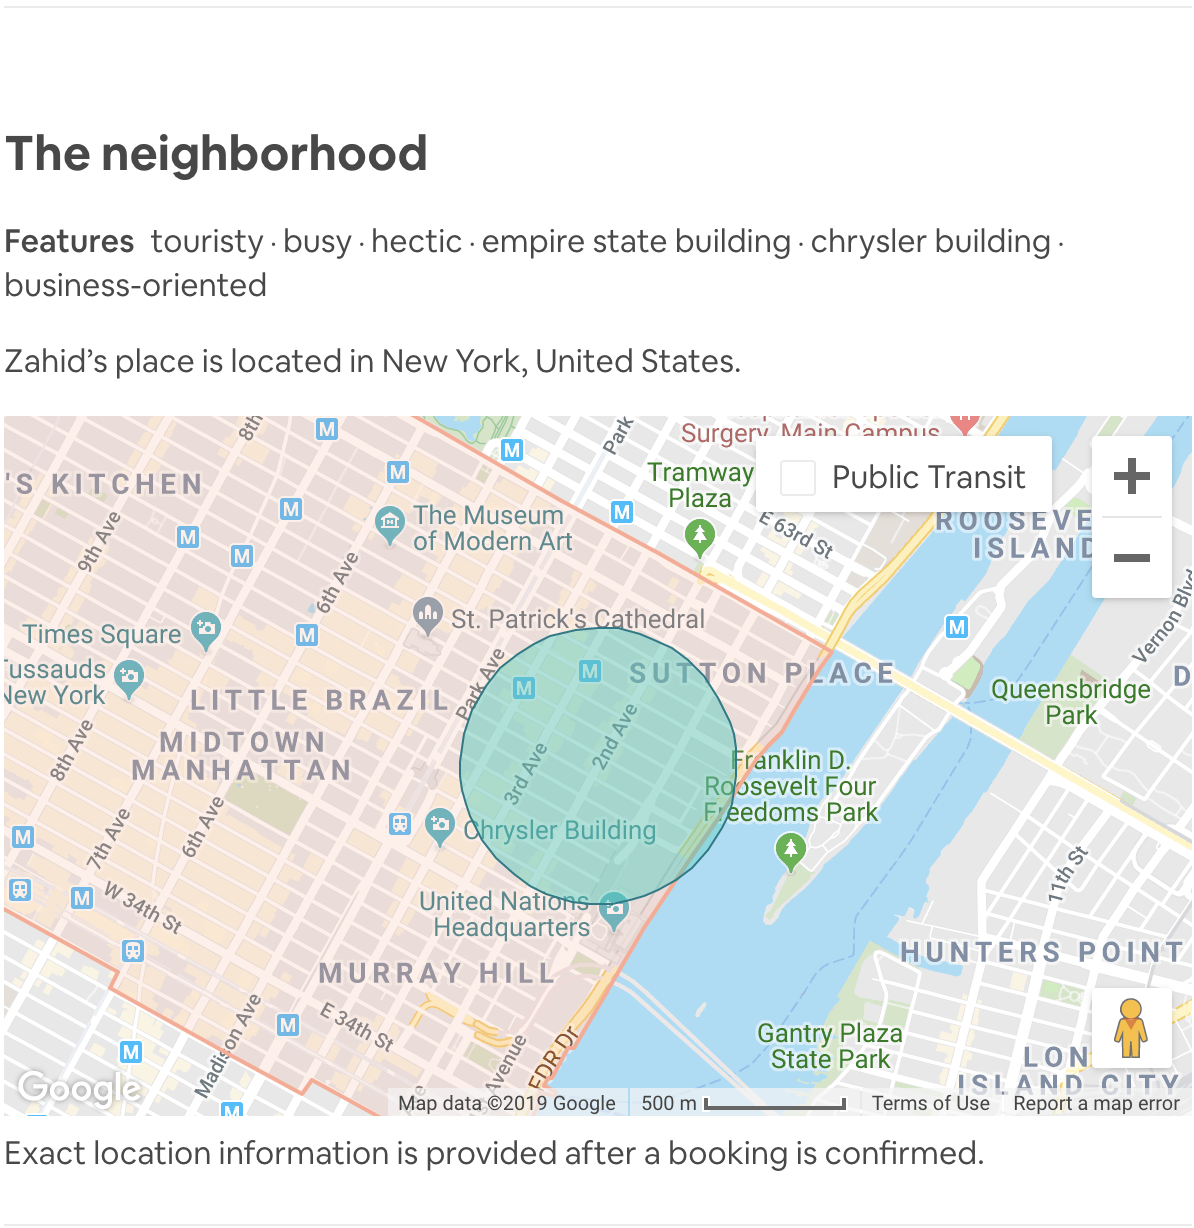 The neighborhood
Features touristy · busy · hectic · empire state building · chrysler building ·
business-oriented
Zahid’s place is located in New York, United States.
8th
M
M
M
Park
Surgery, Main Campus
H
Public Transit
+
'S KITCHEN
M
M
Tramway
Plaza
E 63rd St
ROOSEVE
ISLAND
−
9th Ave
M
M
The Museum
of Modern Art
M
6th Ave
St. Patrick's Cathedral
M
Vernon Blvd
Times Square
M
Tussauds
New York
LITTLE BRAZIL
Park Ave
M
M
SUTTON PLACE
D
Queensbridge
Park
8th Ave
MIDTOWN
MANHATTAN
3rd Ave
2nd Ave
Franklin D.
Roosevelt Four
Freedoms Park
M
7th Ave
6th Ave
Chrysler Building
11th St
M
W 34th St
United Nations
Headquarters
HUNTERS POINT
MURRAY HILL
M
M
Madison Ave
E 34th St
Avenue
FDR Dr
Gantry Plaza
State Park
LON
ISLAND CITY
M
Google
Map data ©2019 Google
500 m
Terms of Use
Report a map error
Exact location information is provided after a booking is confirmed.